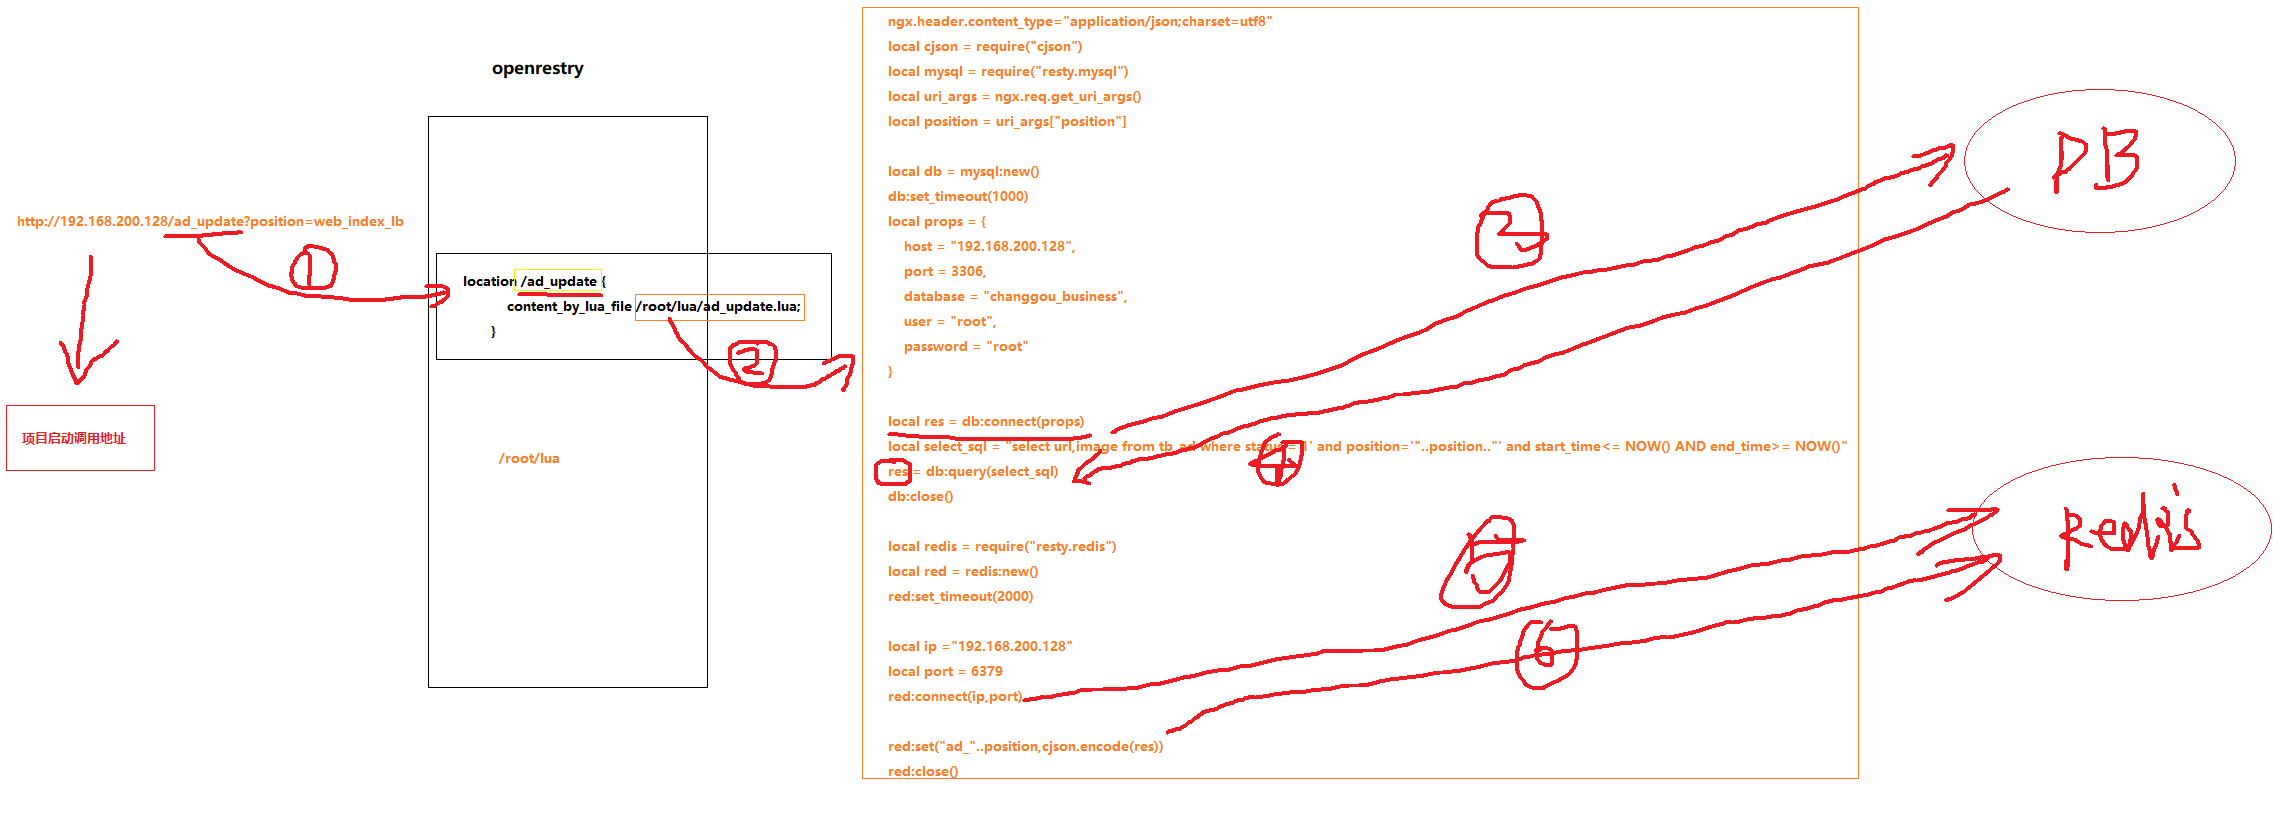 openrestry
http://192.168.200.128/ad_update?position=web_index_lb
①
location /ad_update {
content_by_lua_file /root/lua/ad_update.lua;
}
②
项目启动调用地址
/root/lua
ngx.header.content_type="application/json;charset=utf8"
local cjson = require("cjson")
local mysql = require("resty.mysql")
local uri_args = ngx.req.get_uri_args()
local position = uri_args["position"]
local db = mysql:new()
db:set_timeout(1000)
local props = {
host = "192.168.200.128",
port = 3306,
database = "changgou_business",
user = "root",
password = "root"
}
local res = db:connect(props)
local select_sql = "select url,image from tb_ad where status='1' and position='"..position.."' and start_time<= NOW() AND end_time>= NOW()"
res = db:query(select_sql)
db:close()
local redis = require("resty.redis")
local red = redis:new()
red:set_timeout(2000)
local ip ="192.168.200.128"
local port = 6379
red:connect(ip,port)
red:set("ad_"..position,cjson.encode(res))
red:close()
③
④
⑤
⑥
DB
Redis